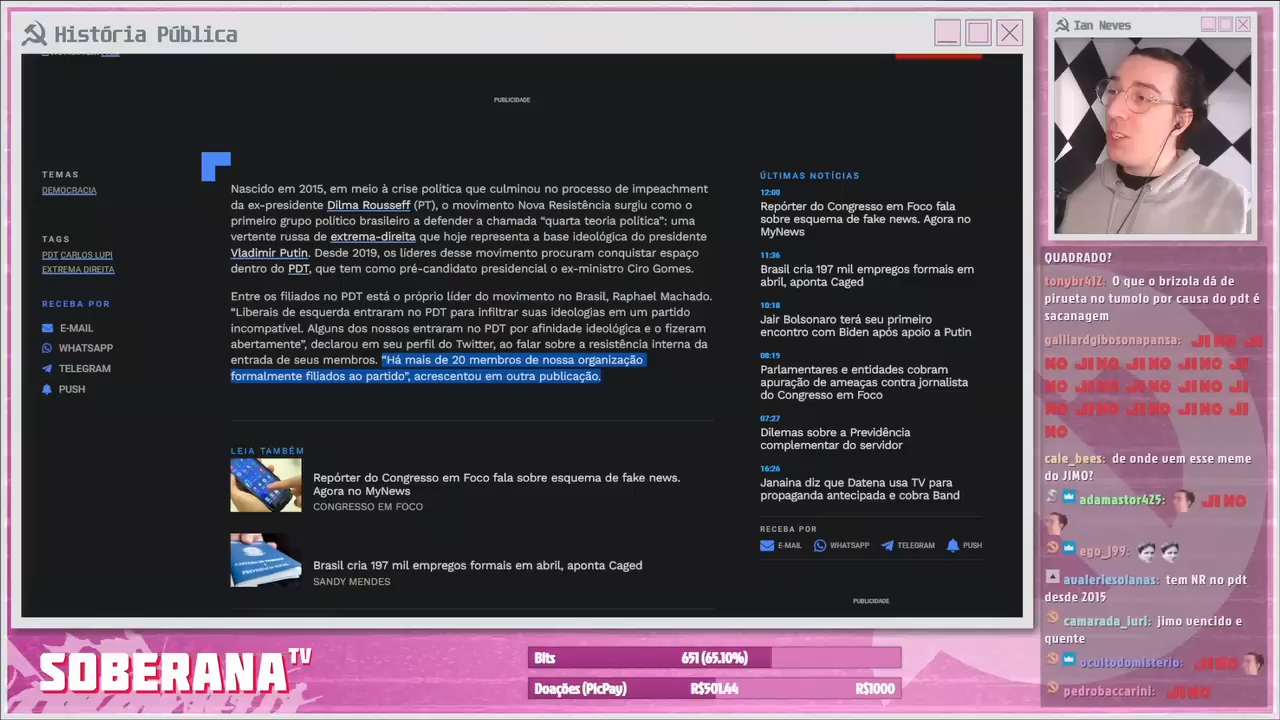 História Pública
PUBLICIDADE
TEMAS
DEMOCRACIA
TAGS
PDT CARLOS LUPI
EXTREMA DIREITA
RECEBA POR
E-MAIL
WHATSAPP
TELEGRAM
PUSH
Nascido em 2015, em meio à crise política que culminou no processo de impeachment
da ex-presidente Dilma Rousseff (PT), o movimento Nova Resistência surgiu como o
primeiro grupo político brasileiro a defender a chamada “quarta teoria política”: uma
vertente russa de extrema-direita que hoje representa a base ideológica do presidente
Vladimir Putin. Desde 2019, os líderes desse movimento procuram conquistar espaço
dentro do PDT, que tem como pré-candidato presidencial o ex-ministro Ciro Gomes.
Entre os filiados no PDT está o próprio líder do movimento no Brasil, Raphael Machado.
“Liberais de esquerda entraram no PDT para infiltrar suas ideologias em um partido
incompatível. Alguns dos nossos entraram no PDT por afinidade ideológica e o fizeram
abertamente”, declarou em seu perfil do Twitter, ao falar sobre a resistência interna da
entrada de seus membros. “Há mais de 20 membros de nossa organização
formalmente filiados ao partido”, acrescentou em outra publicação.
LEIA TAMBÉM
Repórter do Congresso em Foco fala sobre esquema de fake news.
Agora no MyNews
CONGRESSO EM FOCO
Brasil cria 197 mil empregos formais em abril, aponta Caged
SANDY MENDES
ÚLTIMAS NOTÍCIAS
12:00
Repórter do Congresso em Foco fala
sobre esquema de fake news. Agora no
MyNews
11:36
Brasil cria 197 mil empregos formais em
abril, aponta Caged
10:18
Jair Bolsonaro terá seu primeiro
encontro com Biden após apoio a Putin
08:19
Parlamentares e entidades cobram
apuração de ameaças contra jornalista
do Congresso em Foco
07:27
Dilemas sobre a Previdência
complementar do servidor
16:26
Janaina diz que Datena usa TV para
propaganda antecipada e cobra Band
RECEBA POR
E-MAIL WHATSAPP TELEGRAM PUSH
PUBLICIDADE
Ian Neves
QUADRADO?
tonybr412: O que o brizola dá de
pirueta no tumolo por causa do pdt é
sacanagem
galliardgibosonapansa: JINO JI
NO JINO JINO JINO JI
NO JINO JINO JINO JI
NO JINO JINO JINO JI
NO
cale_bees: de onde vem esse meme
do JIMO?
adamastor425: JINO
ego_j99:
avaleriesolanas: tem NR no pdt
desde 2015
camarada_iuri: jimo vencido e
quente
ocultodomisterio: JINO
pedrobaccarini: JINO
SOBERANA TV
Bits 651 (65.10%)
Doações (PicPay) R$501.44 R$1000